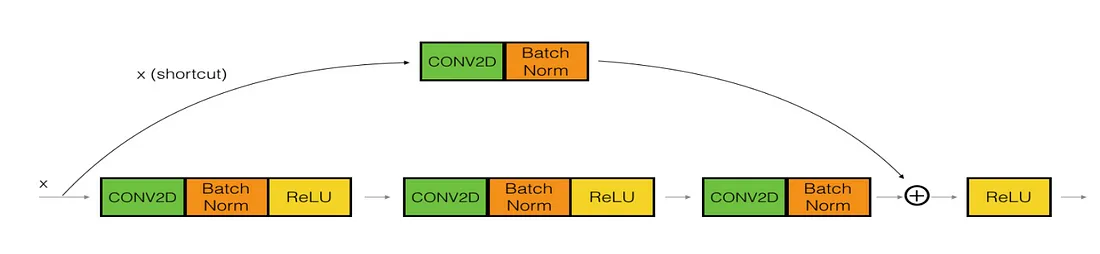 CONV2D
Batch
Norm
x (shortcut)
x
CONV2D
Batch
Norm
ReLU
CONV2D
Batch
Norm
ReLU
CONV2D
Batch
Norm
+
ReLU